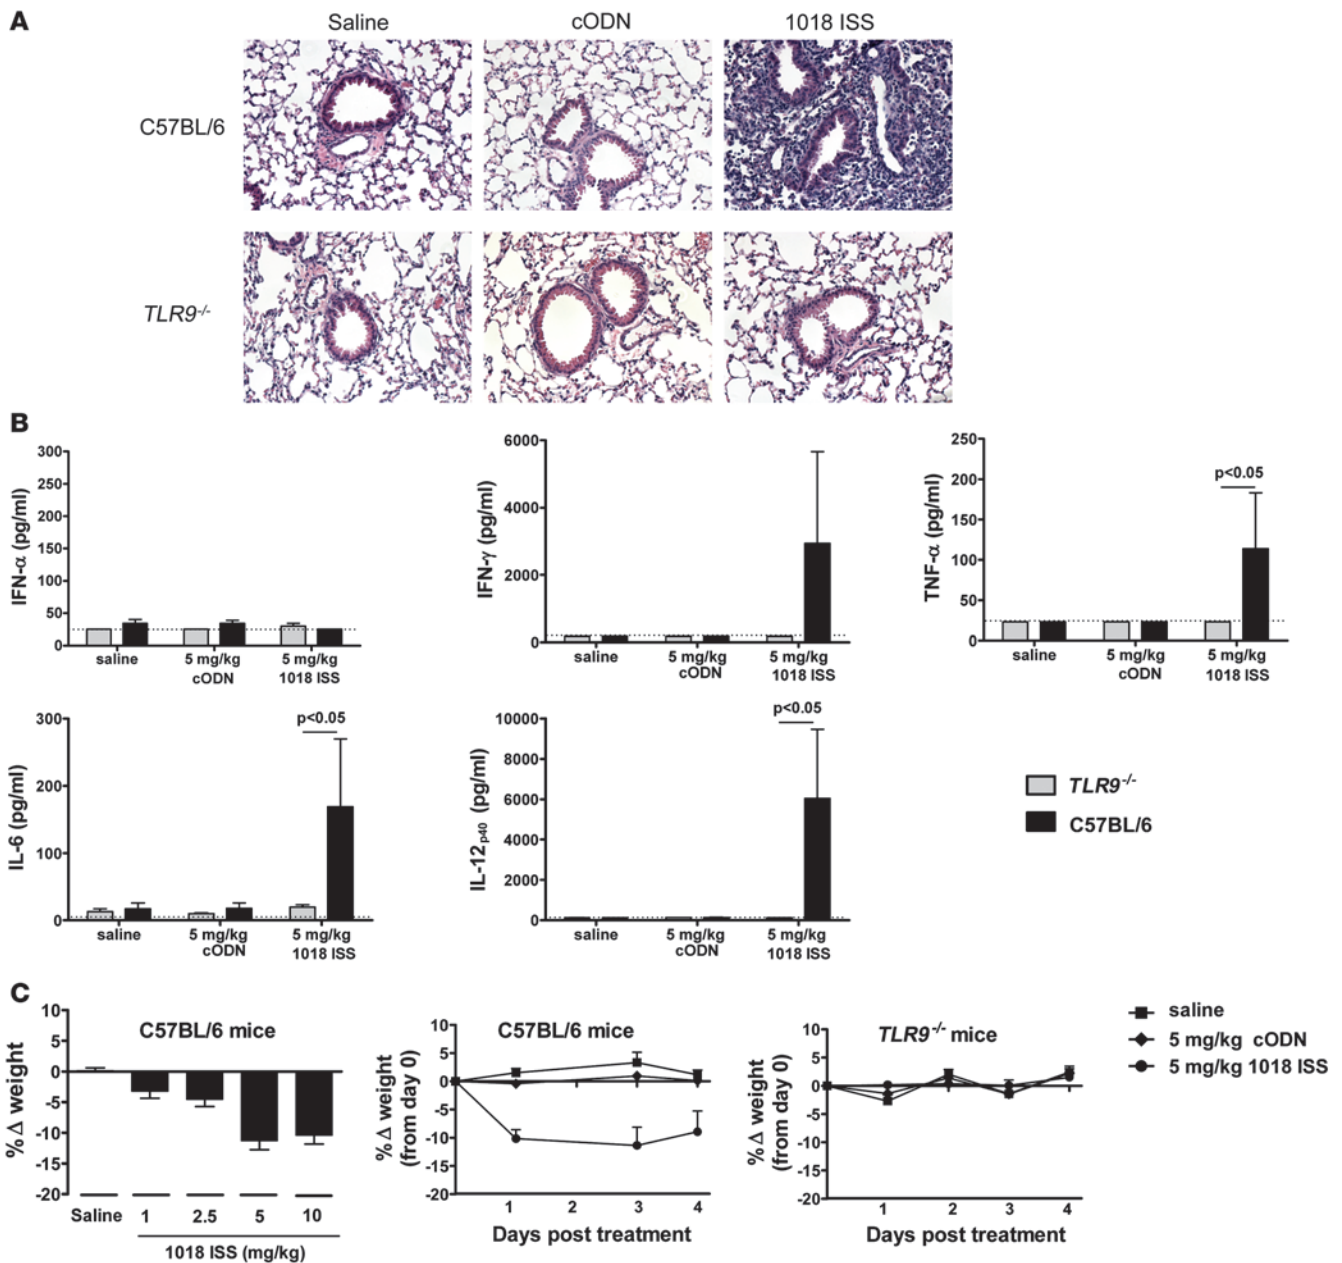 A
Saline cODN 1018 ISS
C57BL/6
TLR9-/-
B
IFN-α (pg/ml)
300
250
200
150
100
50
0
saline 5 mg/kg 5 mg/kg
cODN 1018 ISS
IFN-γ (pg/ml)
6000
4000
2000
0
saline 5 mg/kg 5 mg/kg
cODN 1018 ISS
TNF-α (pg/ml)
250
200
150
100
50
0
p<0.05
saline 5 mg/kg 5 mg/kg
cODN 1018 ISS
IL-6 (pg/ml)
300
200
100
0
p<0.05
saline 5 mg/kg 5 mg/kg
cODN 1018 ISS
IL-12p40 (pg/ml)
10000
8000
6000
4000
2000
0
p<0.05
saline 5 mg/kg 5 mg/kg
cODN 1018 ISS
TLR9-/-
C57BL/6
C
C57BL/6 mice
% Δ weight
10
5
0
-5
-10
-15
-20
Saline 1 2.5 5 10
1018 ISS (mg/kg)
C57BL/6 mice
% Δ weight
(from day 0)
10
5
0
-5
-10
-15
-20
1 2 3 4
Days post treatment
TLR9-/- mice
% Δ weight
(from day 0)
10
5
0
-5
-10
-15
-20
1 2 3 4
Days post treatment
saline
5 mg/kg cODN
5 mg/kg 1018 ISS